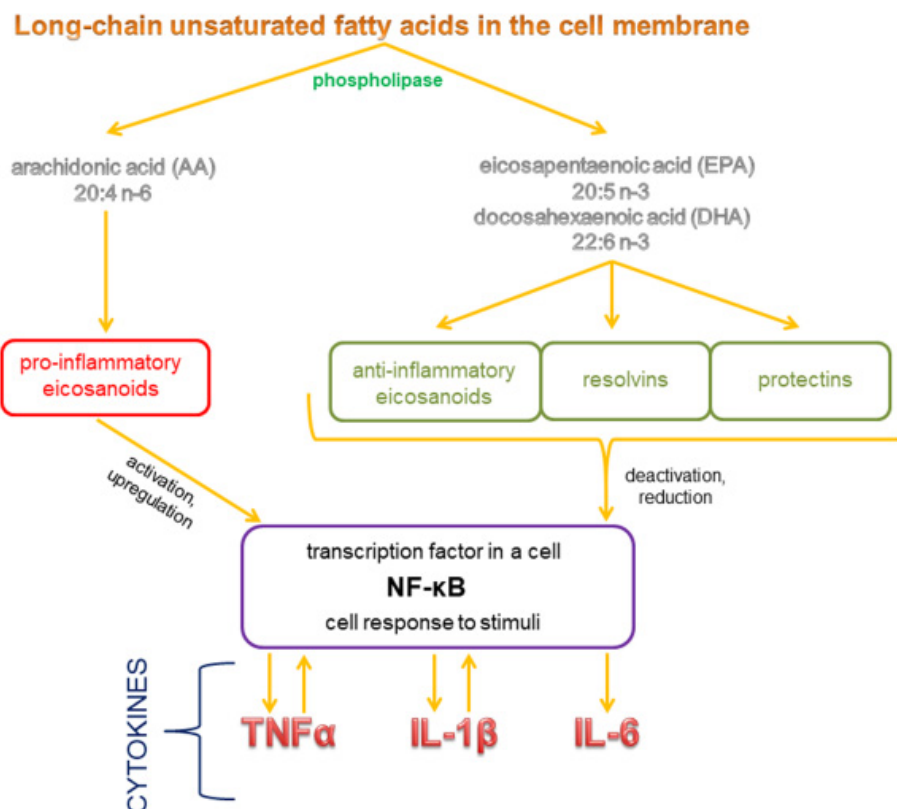 Long-chain unsaturated fatty acids in the cell membrane
phospholipase
arachidonic acid (AA)
20:4 n-6
eicosapentaenoic acid (EPA)
20:5 n-3
docosahexaenoic acid (DHA)
22:6 n-3
pro-inflammatory
eicosanoids
anti-inflammatory
eicosanoids
resolvins
protectins
activation,
upregulation
deactivation,
reduction
transcription factor in a cell
NF-κB
cell response to stimuli
CYTOKINES
TNFα
IL-1β
IL-6